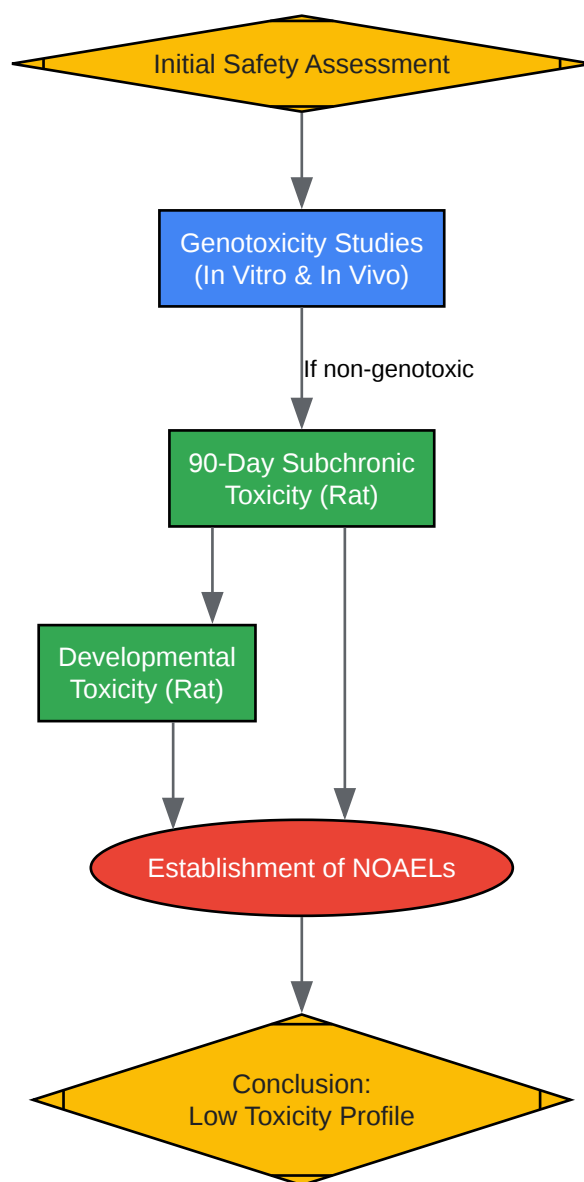 Initial Safety Assessment
Genotoxicity Studies
(In Vitro & In Vivo)
If non-genotoxic
90-Day Subchronic
Toxicity (Rat)
Developmental
Toxicity (Rat)
Establishment of NOAELs
Conclusion:
Low Toxicity Profile